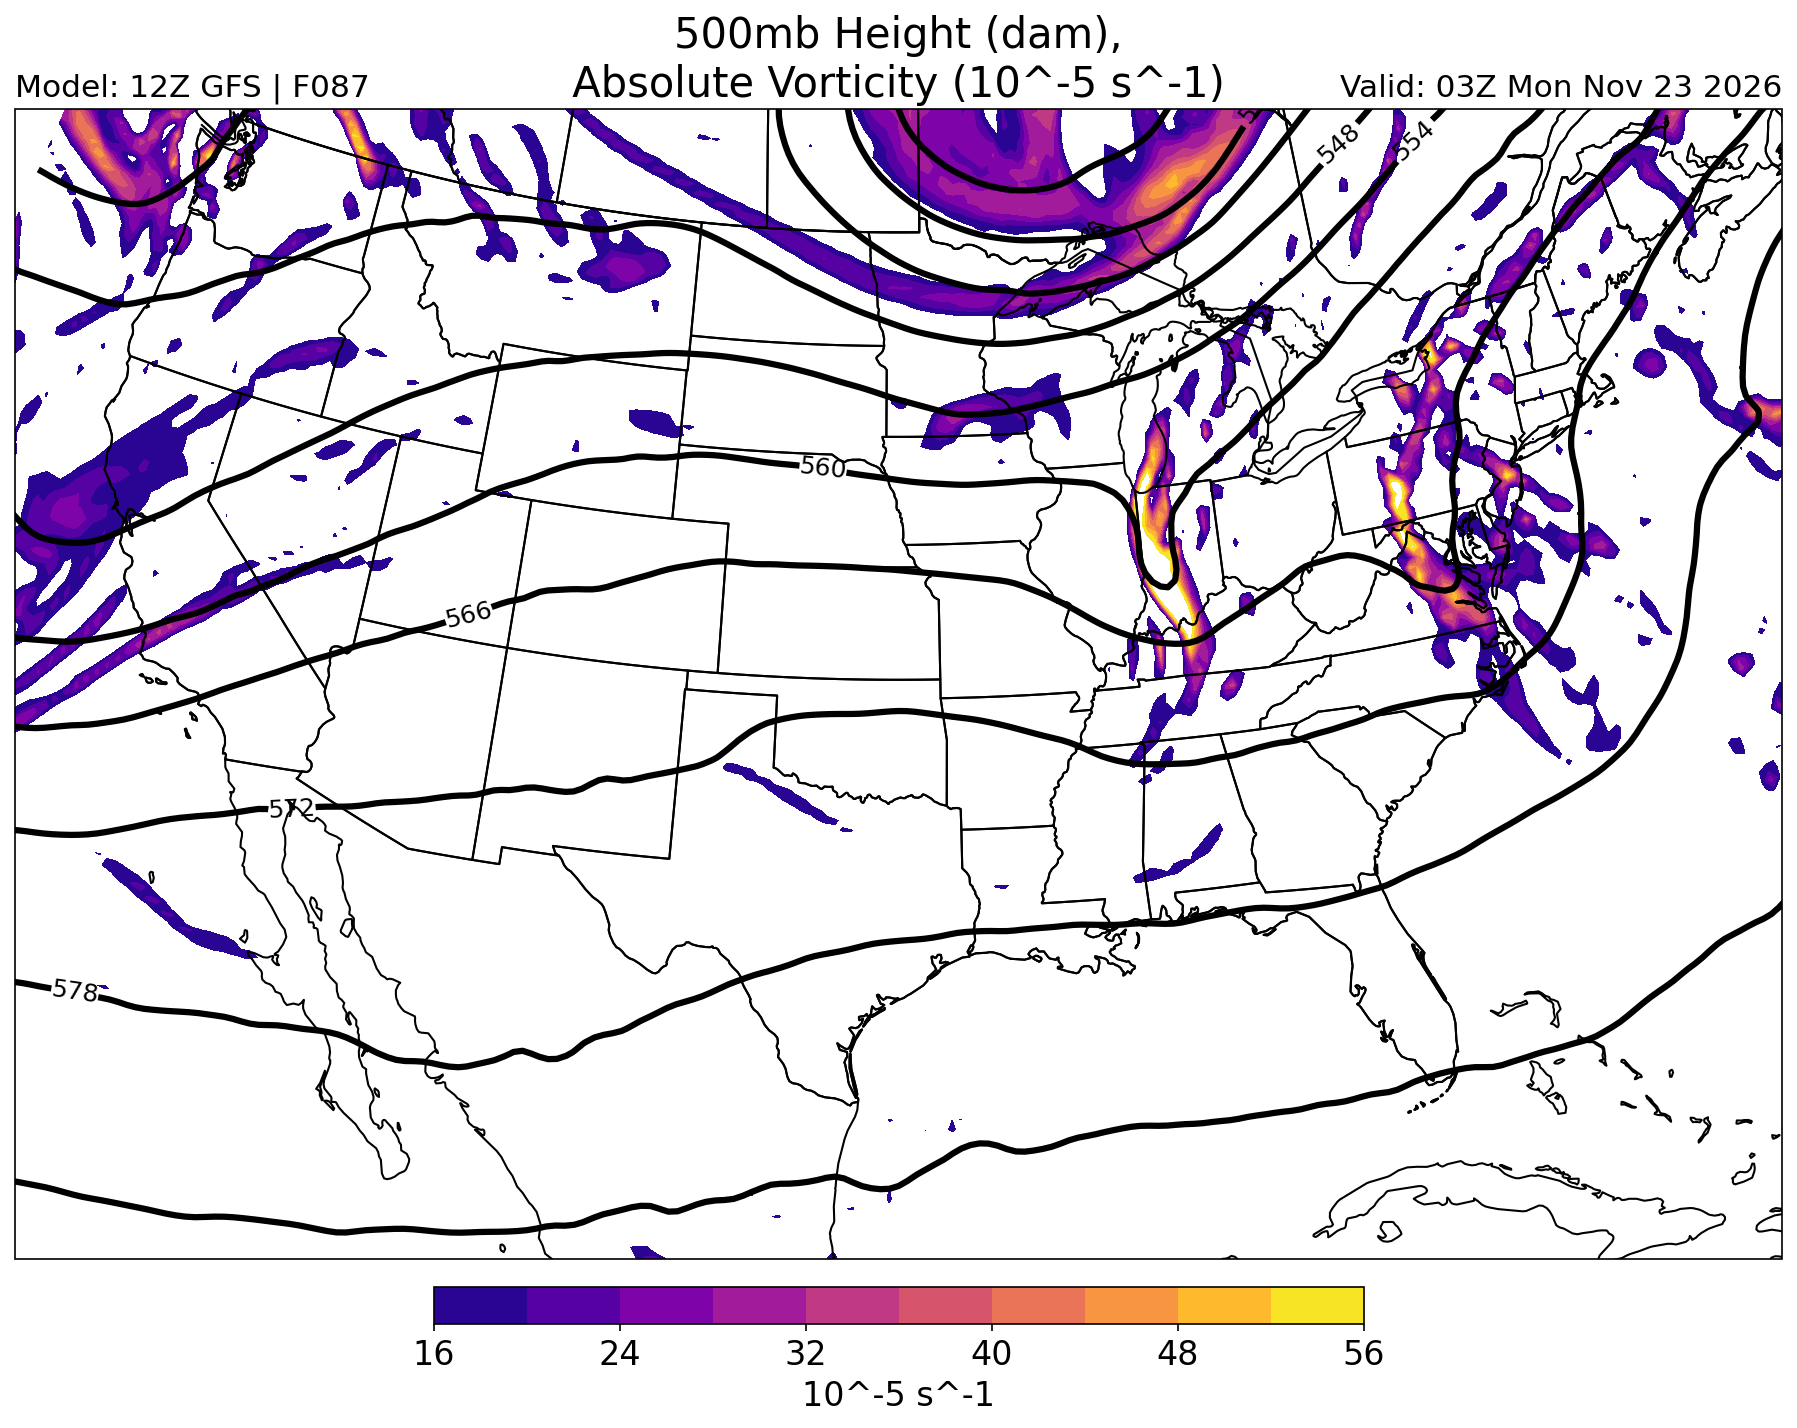 500mb Height (dam),
Model: 12Z GFS | F087
Absolute Vorticity (10^-5 s^-1)
Valid: 03Z Mon Nov 23 2026
548
554
560
566
572
578
16
24
32
40
48
56
10^-5 s^-1